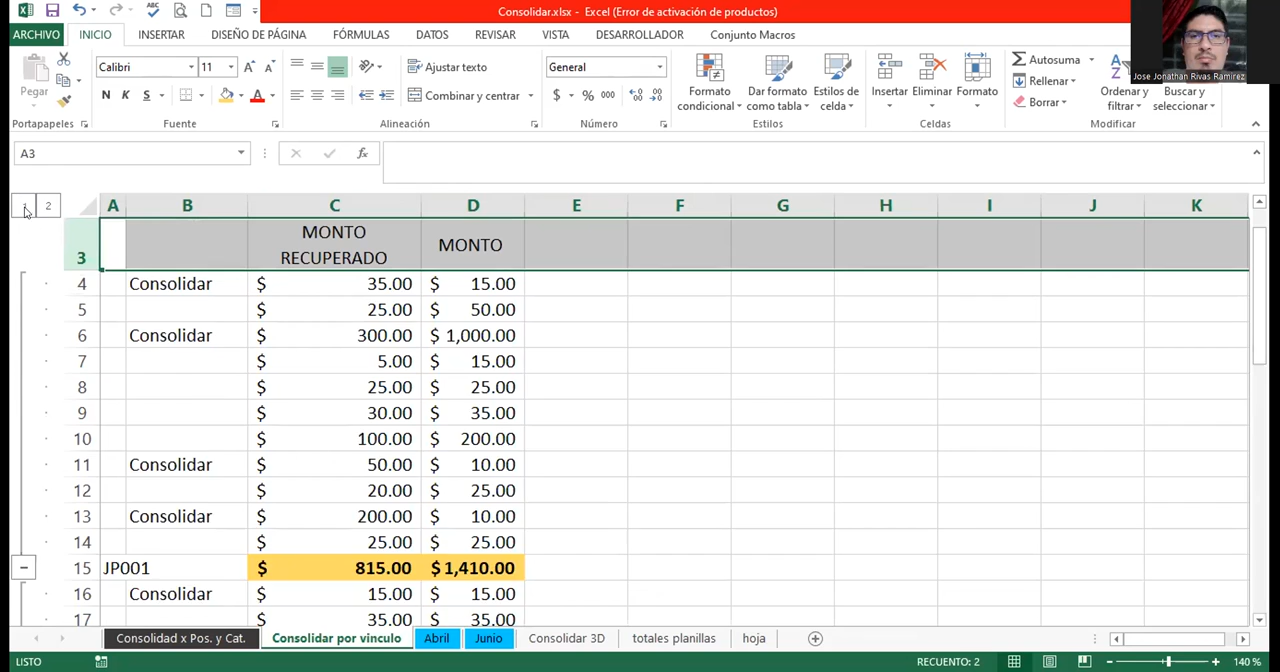 Consolidar.xlsx - Excel (Error de activación de productos)
ARCHIVO INICIO INSERTAR DISEÑO DE PÁGINA FÓRMULAS DATOS REVISAR VISTA DESARROLLADOR Conjunto Macros
Jose Jonathan Rivas Ramirez
Pegar
Calibri 11
N K S
Ajustar texto
Combinar y centrar
General
$ % 000
Formato condicional
Dar formato como tabla
Estilos de celda
Insertar Eliminar Formato
Autosuma
Rellenar
Borrar
Ordenar y filtrar
Buscar y seleccionar
Portapapeles Fuente Alineación Número Estilos Celdas Modificar
A3 fx
1 2 A B C D E F G H I J K
3 MONTO RECUPERADO MONTO
4 Consolidar $ 35.00 $ 15.00
5 $ 25.00 $ 50.00
6 Consolidar $ 300.00 $ 1,000.00
7 $ 5.00 $ 15.00
8 $ 25.00 $ 25.00
9 $ 30.00 $ 35.00
10 $ 100.00 $ 200.00
11 Consolidar $ 50.00 $ 10.00
12 $ 20.00 $ 25.00
13 Consolidar $ 200.00 $ 10.00
14 $ 25.00 $ 25.00
15 JP001 $ 815.00 $ 1,410.00
16 Consolidar $ 15.00 $ 15.00
17 $ 35.00 $ 35.00
Consolidad x Pos. y Cat. Consolidar por vinculo Abril Junio Consolidar 3D totales planillas hoja
LISTO RECUENTO: 2 140 %